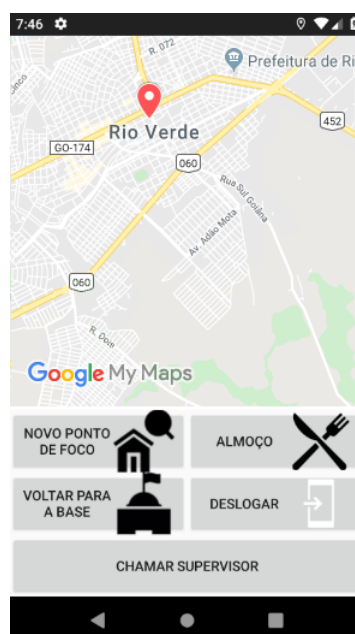 7:46
R. 072
Prefeitura de Ri
Rio Verde
452
GO-174
060
Rua Sul Goiâna
Av. Adão Mota
060
R. Dom
Google My Maps
NOVO PONTO
DE FOCO
ALMOÇO
VOLTAR PARA
A BASE
DESLOGAR
CHAMAR SUPERVISOR